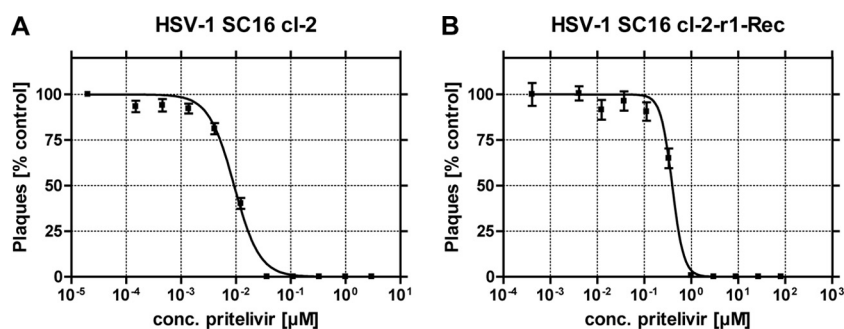 A HSV-1 SC16 cl-2
Plaques [% control]
100
75
50
25
0
10-5 10-4 10-3 10-2 10-1 100 101
conc. pritelivir [µM]
B HSV-1 SC16 cl-2-r1-Rec
Plaques [% control]
100
75
50
25
0
10-4 10-3 10-2 10-1 100 101 102 103
conc. pritelivir [µM]